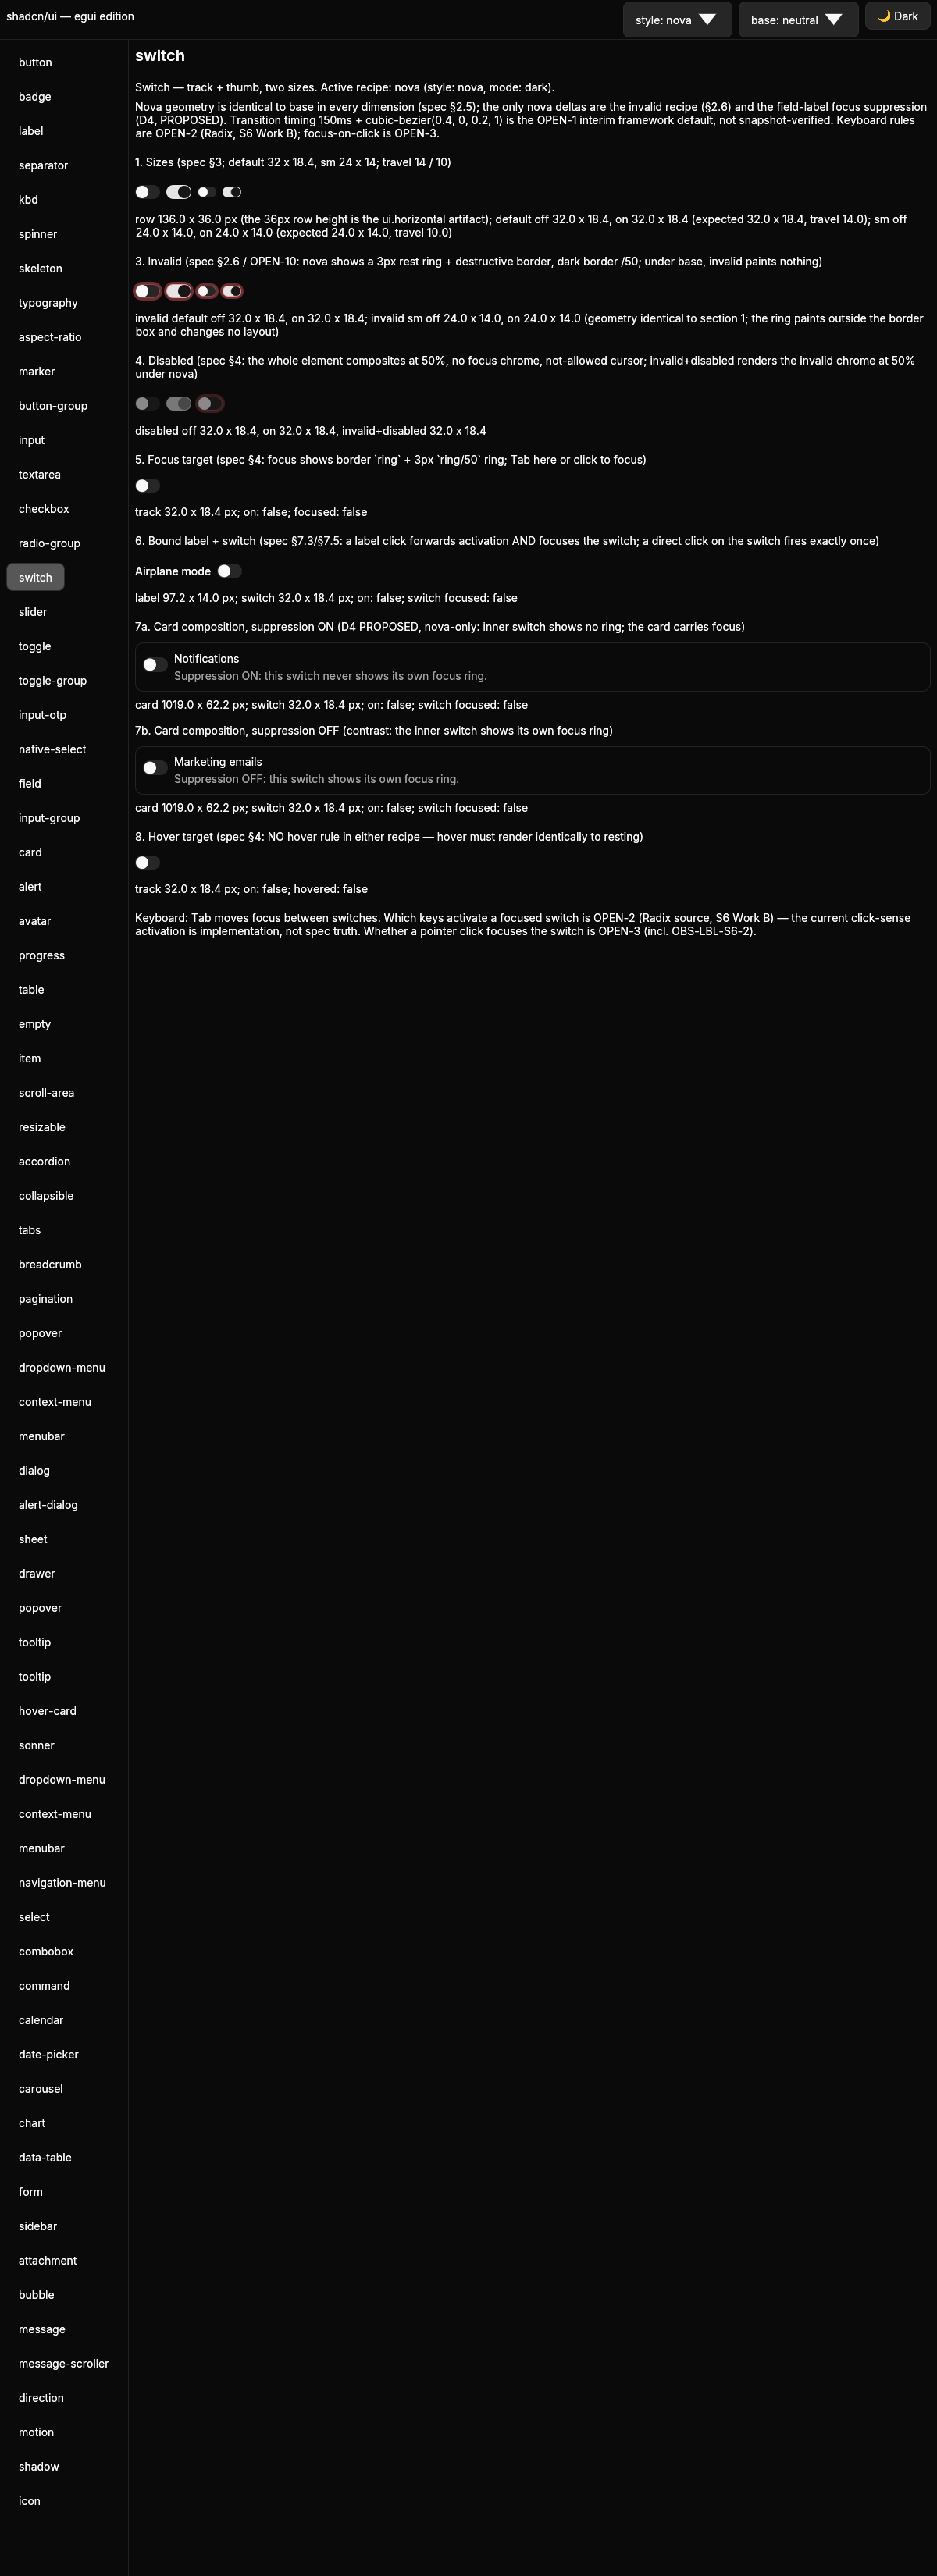 shadcn/ui — egui edition
style: nova
base: neutral
🌙 Dark
button
badge
label
separator
kbd
spinner
skeleton
typography
aspect-ratio
marker
button-group
input
textarea
checkbox
radio-group
switch
slider
toggle
toggle-group
input-otp
native-select
field
input-group
card
alert
avatar
progress
table
empty
item
scroll-area
resizable
accordion
collapsible
tabs
breadcrumb
pagination
popover
dropdown-menu
context-menu
menubar
dialog
alert-dialog
sheet
drawer
popover
tooltip
tooltip
hover-card
sonner
dropdown-menu
context-menu
menubar
navigation-menu
select
combobox
command
calendar
date-picker
carousel
chart
data-table
form
sidebar
attachment
bubble
message
message-scroller
direction
motion
shadow
icon
switch
Switch — track + thumb, two sizes. Active recipe: nova (style: nova, mode: dark).
Nova geometry is identical to base in every dimension (spec §2.5); the only nova deltas are the invalid recipe (§2.6) and the field-label focus suppression
(D4, PROPOSED). Transition timing 150ms + cubic-bezier(0.4, 0, 0.2, 1) is the OPEN-1 interim framework default, not snapshot-verified. Keyboard rules
are OPEN-2 (Radix, S6 Work B); focus-on-click is OPEN-3.
1. Sizes (spec §3; default 32 x 18.4, sm 24 x 14; travel 14 / 10)
row 136.0 x 36.0 px (the 36px row height is the ui.horizontal artifact); default off 32.0 x 18.4, on 32.0 x 18.4 (expected 32.0 x 18.4, travel 14.0); sm off
24.0 x 14.0, on 24.0 x 14.0 (expected 24.0 x 14.0, travel 10.0)
3. Invalid (spec §2.6 / OPEN-10: nova shows a 3px rest ring + destructive border, dark border /50; under base, invalid paints nothing)
invalid default off 32.0 x 18.4, on 32.0 x 18.4; invalid sm off 24.0 x 14.0, on 24.0 x 14.0 (geometry identical to section 1; the ring paints outside the border
box and changes no layout)
4. Disabled (spec §4: the whole element composites at 50%, no focus chrome, not-allowed cursor; invalid+disabled renders the invalid chrome at 50%
under nova)
disabled off 32.0 x 18.4, on 32.0 x 18.4, invalid+disabled 32.0 x 18.4
5. Focus target (spec §4: focus shows border `ring` + 3px `ring/50` ring; Tab here or click to focus)
track 32.0 x 18.4 px; on: false; focused: false
6. Bound label + switch (spec §7.3/§7.5: a label click forwards activation AND focuses the switch; a direct click on the switch fires exactly once)
Airplane mode
label 97.2 x 14.0 px; switch 32.0 x 18.4 px; on: false; switch focused: false
7a. Card composition, suppression ON (D4 PROPOSED, nova-only: inner switch shows no ring; the card carries focus)
Notifications
Suppression ON: this switch never shows its own focus ring.
card 1019.0 x 62.2 px; switch 32.0 x 18.4 px; on: false; switch focused: false
7b. Card composition, suppression OFF (contrast: the inner switch shows its own focus ring)
Marketing emails
Suppression OFF: this switch shows its own focus ring.
card 1019.0 x 62.2 px; switch 32.0 x 18.4 px; on: false; switch focused: false
8. Hover target (spec §4: NO hover rule in either recipe — hover must render identically to resting)
track 32.0 x 18.4 px; on: false; hovered: false
Keyboard: Tab moves focus between switches. Which keys activate a focused switch is OPEN-2 (Radix source, S6 Work B) — the current click-sense
activation is implementation, not spec truth. Whether a pointer click focuses the switch is OPEN-3 (incl. OBS-LBL-S6-2).